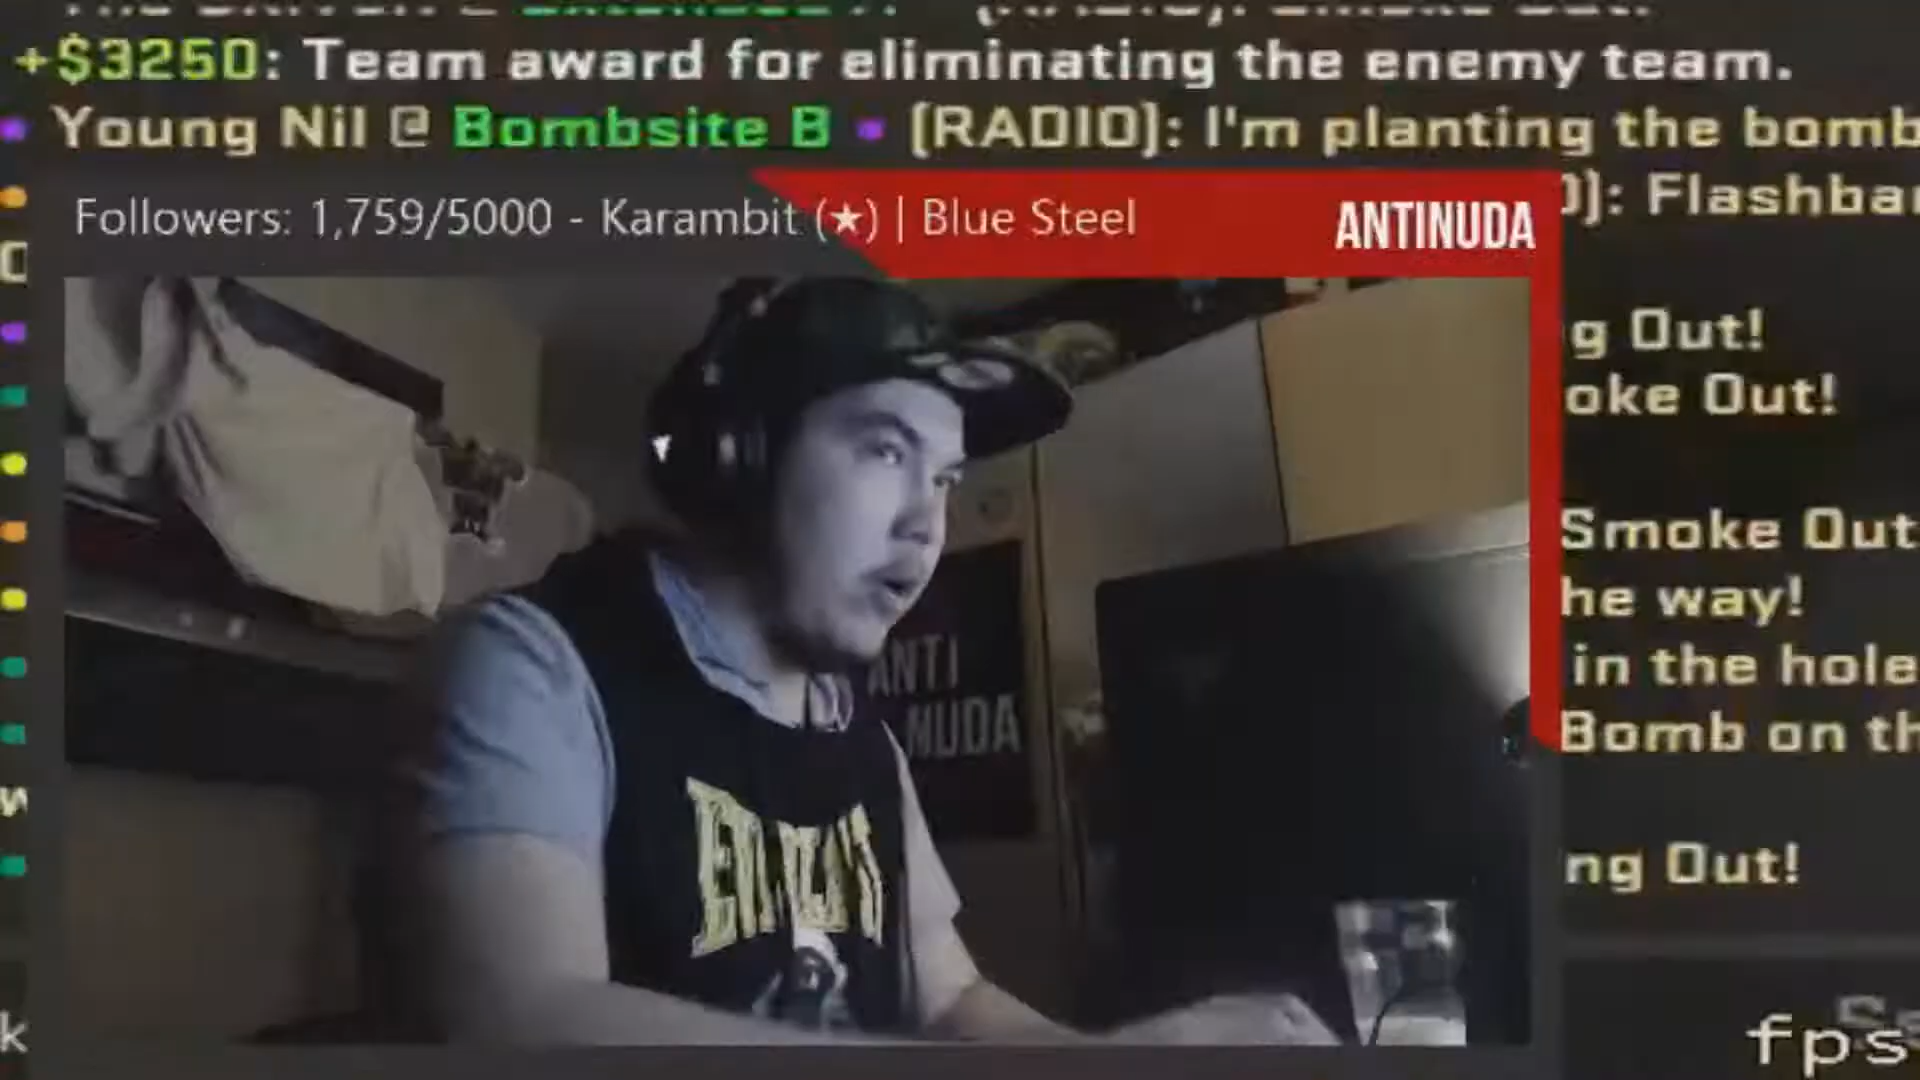 +$3250: Team award for eliminating the enemy team.
Young Nil @ Bombsite B • (RADIO): I'm planting the bomb
Flashba
Followers: 1,759/5000 - Karambit (★) | Blue Steel
ANTINUDA
g Out!
oke Out!
Smoke Out
he way!
in the hole
ANTI
NUDA
Bomb on th
ng Out!
fps